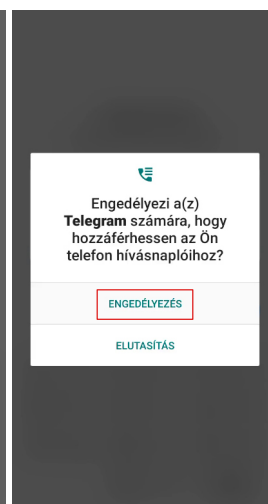 Engedélyezi a(z)
Telegram számára, hogy
hozzáférhessen az Ön
telefon hívásnaplóihoz?
ENGEDÉLYEZÉS
ELUTASÍTÁS